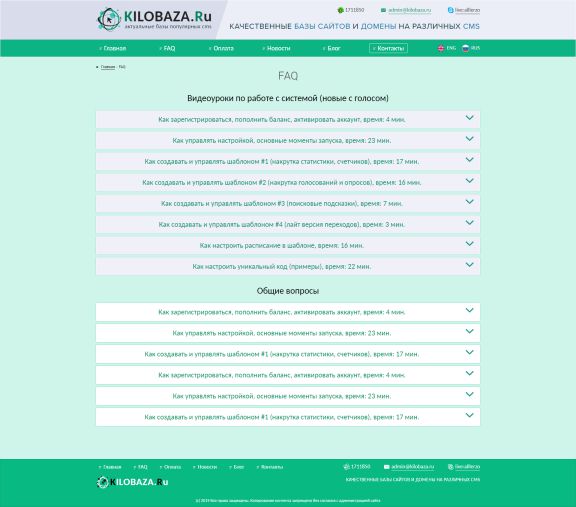 KILOBAZA.Ru
актуальные базы популярных cms
1711850
admin@kilobaza.ru
live:allierzo
КАЧЕСТВЕННЫЕ БАЗЫ САЙТОВ И ДОМЕНЫ НА РАЗЛИЧНЫХ CMS
Главная FAQ Оплата Новости Блог Контакты ENG RUS
Главная - FAQ
FAQ
Видеоуроки по работе с системой (новые с голосом)
Как зарегистрироваться, пополнить баланс, активировать аккаунт, время: 4 мин.
Как управлять настройкой, основные моменты запуска, время: 23 мин.
Как создавать и управлять шаблоном #1 (накрутка статистики, счетчиков), время: 17 мин.
Как создавать и управлять шаблоном #2 (накрутка голосований и опросов), время: 16 мин.
Как создавать и управлять шаблоном #3 (поисковые подсказки), время: 7 мин.
Как создавать и управлять шаблоном #4 (лайт версия переходов), время: 3 мин.
Как настроить расписание в шаблоне, время: 16 мин.
Как настроить уникальный код (примеры), время: 22 мин.
Общие вопросы
Как зарегистрироваться, пополнить баланс, активировать аккаунт, время: 4 мин.
Как управлять настройкой, основные моменты запуска, время: 23 мин.
Как создавать и управлять шаблоном #1 (накрутка статистики, счетчиков), время: 17 мин.
Как зарегистрироваться, пополнить баланс, активировать аккаунт, время: 4 мин.
Как управлять настройкой, основные моменты запуска, время: 23 мин.
Как создавать и управлять шаблоном #1 (накрутка статистики, счетчиков), время: 17 мин.
Главная FAQ Оплата Новости Блог Контакты
1711850 admin@kilobaza.ru live:allierzo
KILOBAZA.Ru
КАЧЕСТВЕННЫЕ БАЗЫ САЙТОВ И ДОМЕНЫ НА РАЗЛИЧНЫХ CMS
(c) 2019 Все права защищены. Копирование контента запрещено без согласия с администрацией сайта